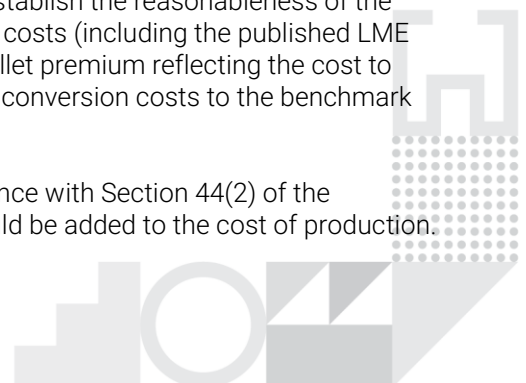 stablish the reasonableness of the
costs (including the published LME
llet premium reflecting the cost to
conversion costs to the benchmark
nce with Section 44(2) of the
ld be added to the cost of production.